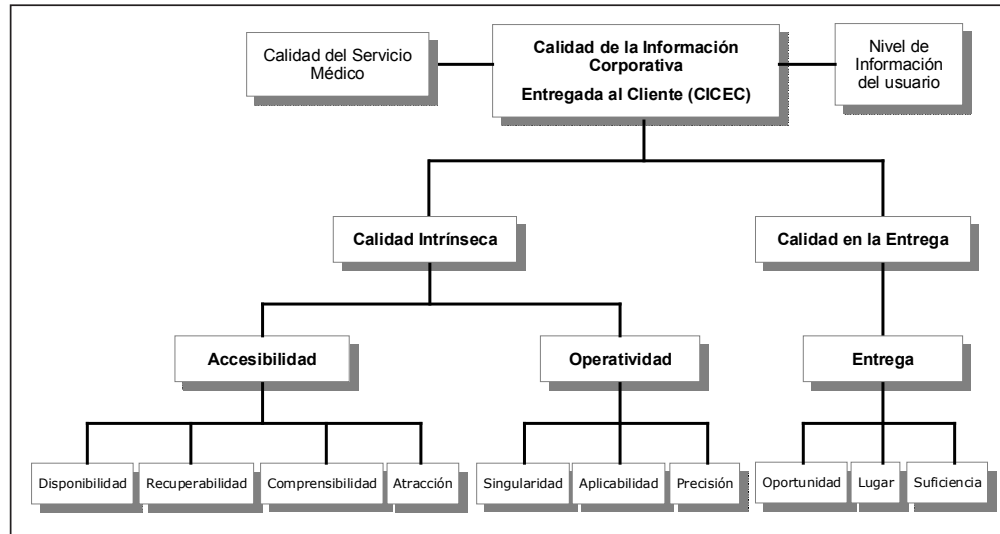 Calidad del Servicio
Médico
Calidad de la Información
Corporativa
Entregada al Cliente (CICEC)
Nivel de
Información
del usuario
Calidad Intrínseca
Calidad en la Entrega
Accesibilidad
Operatividad
Entrega
Disponibilidad
Recuperabilidad
Comprensibilidad
Atracción
Singularidad
Aplicabilidad
Precisión
Oportunidad
Lugar
Suficiencia